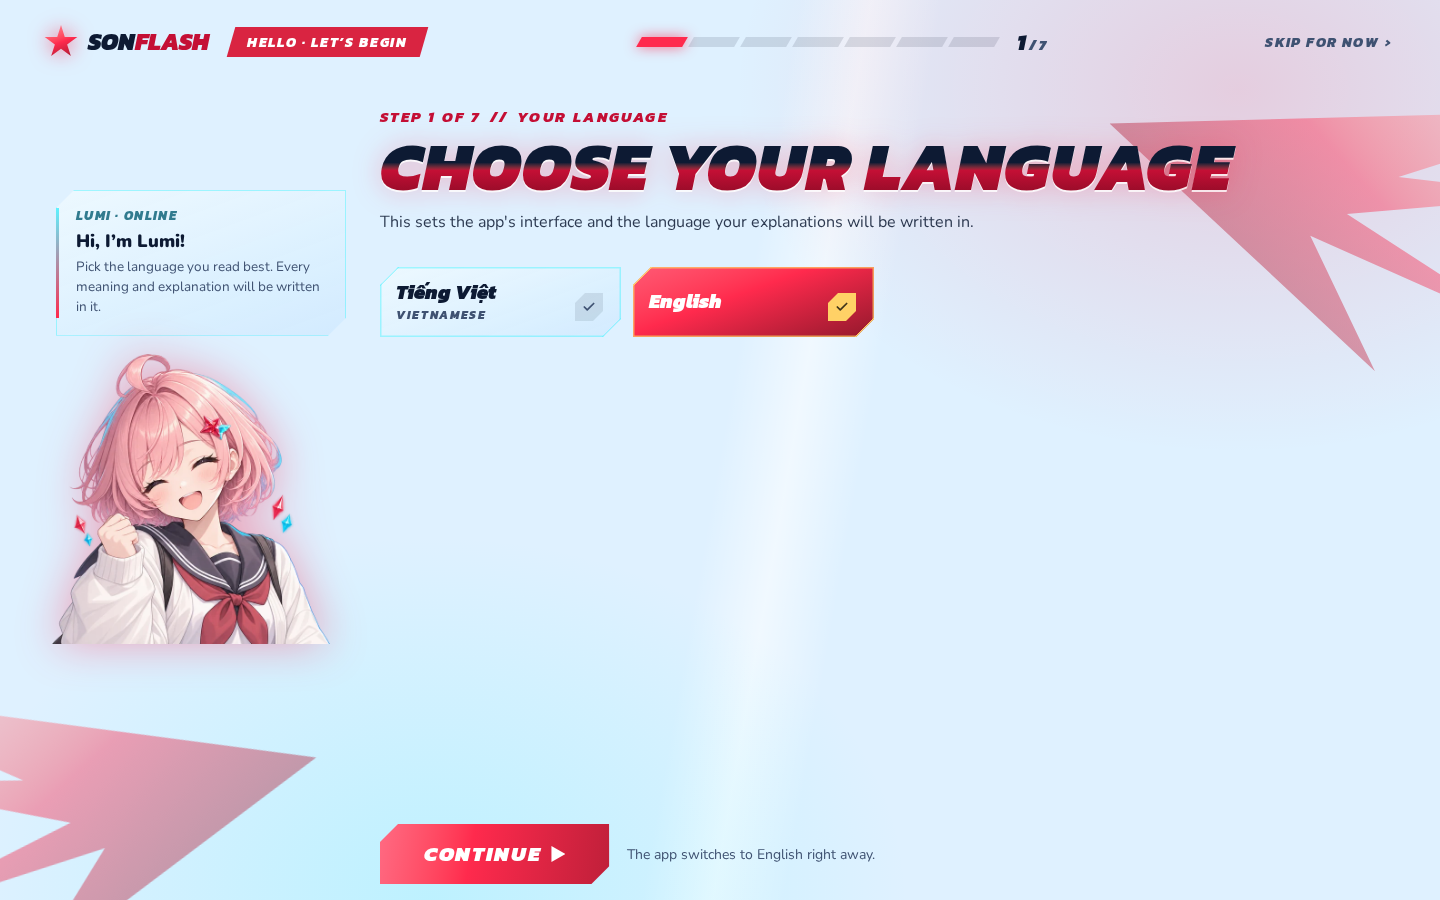 SONFLASH
HELLO · LET’S BEGIN
1 / 7
SKIP FOR NOW ›
STEP 1 OF 7 // YOUR LANGUAGE
CHOOSE YOUR LANGUAGE
This sets the app's interface and the language your explanations will be written in.
LUMI · ONLINE
Hi, I’m Lumi!
Pick the language you read best. Every
meaning and explanation will be written
in it.
Tiếng Việt
VIETNAMESE
English
CONTINUE ▶
The app switches to English right away.